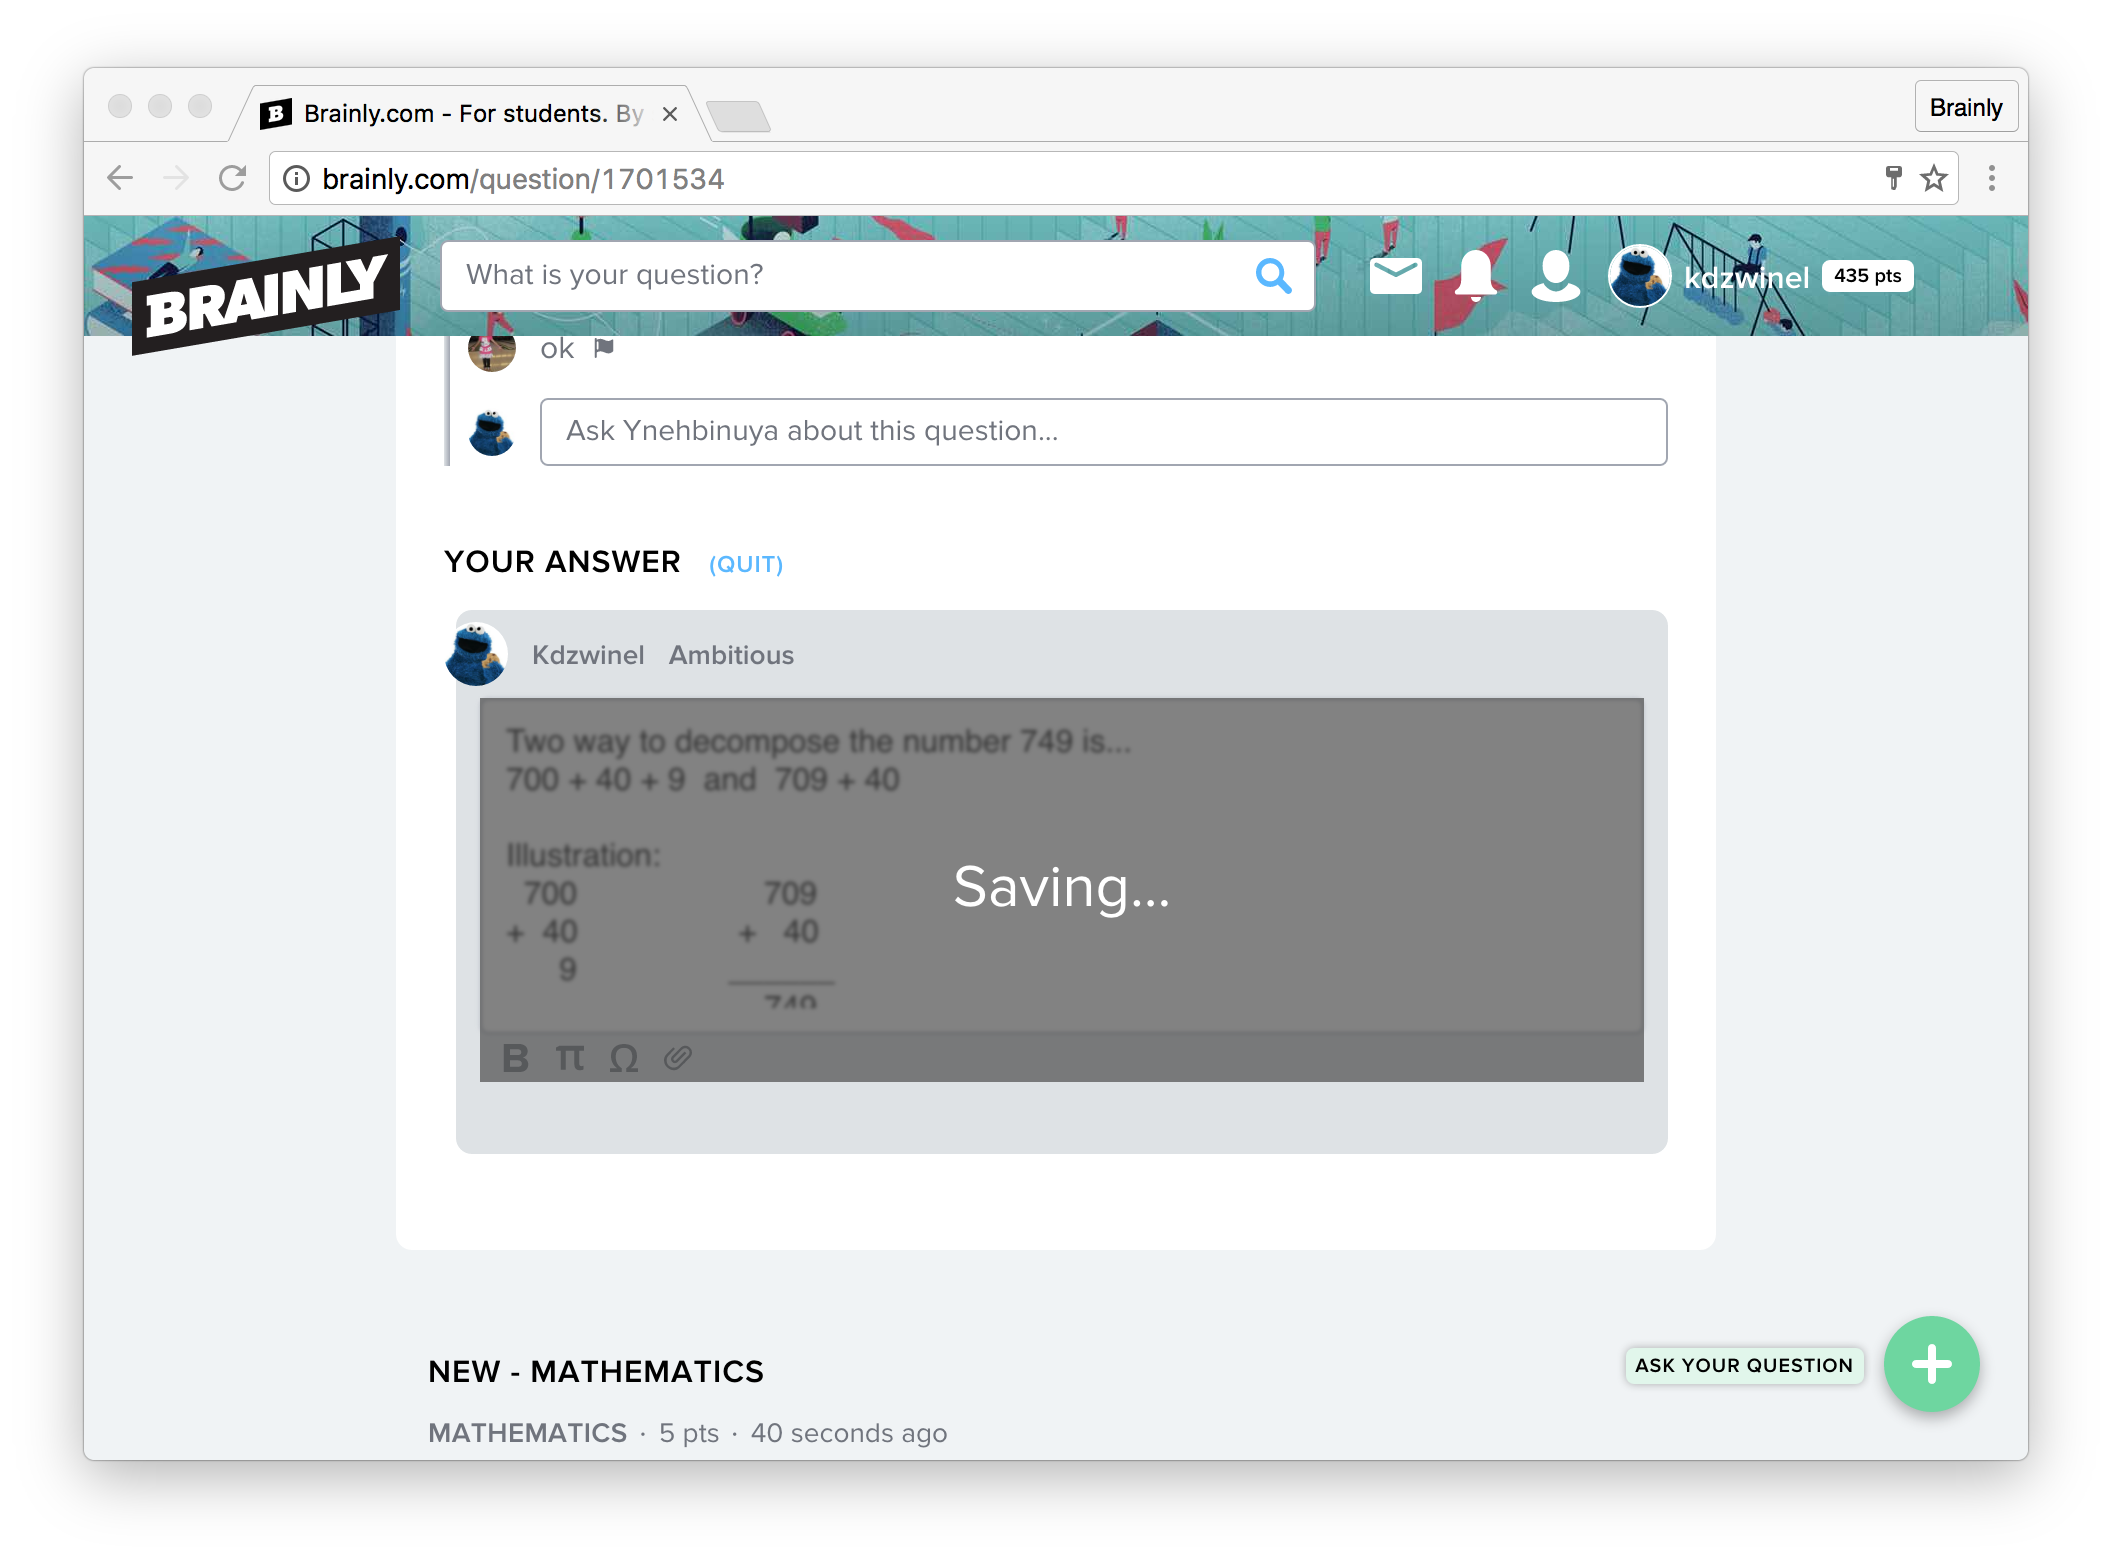 Brainly.com - For students. By
Brainly
brainly.com/question/1701534
BRAINLY
What is your question?
kdzwinel
435 pts
ok
Ask Ynehbinuya about this question...
YOUR ANSWER (QUIT)
Kdzwinel Ambitious
Two way to decompose the number 749 is...
700 + 40 + 9 and 709 + 40
Illustration:
700 709
+ 40 + 40
9
749
Saving...
B π Ω
ASK YOUR QUESTION
NEW - MATHEMATICS
MATHEMATICS · 5 pts · 40 seconds ago